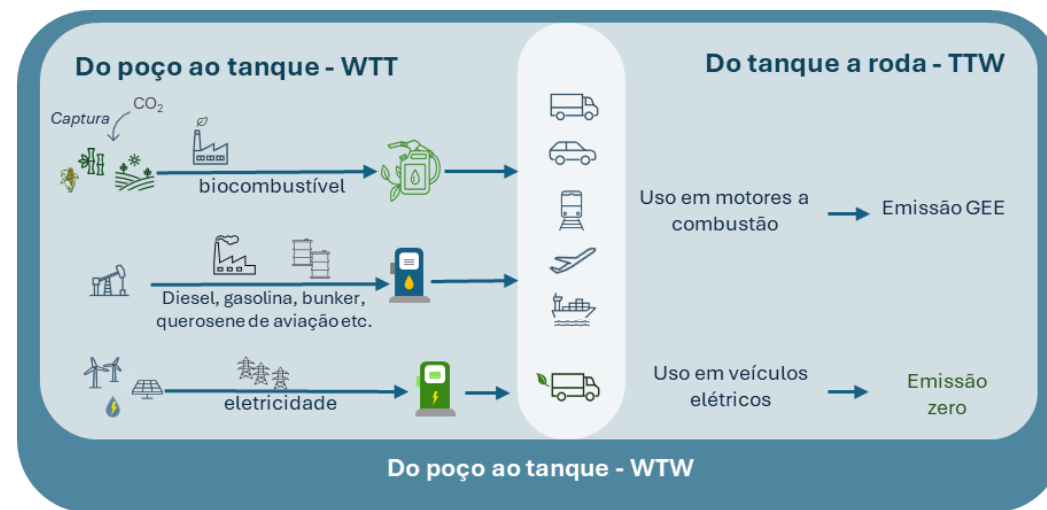 Do poço ao tanque - WTT
Do tanque a roda - TTW
CO₂
Captura
biocombustível
Uso em motores a
combustão
Emissão GEE
Diesel, gasolina, bunker,
querosene de aviação etc.
eletricidade
Uso em veículos
elétricos
Emissão
zero
Do poço ao tanque - WTW